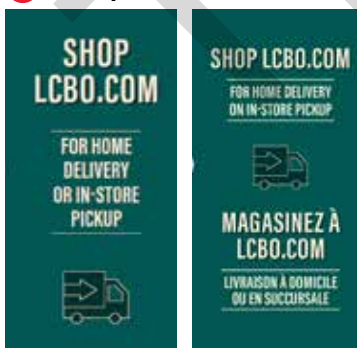 SHOP
LCBO.COM
FOR HOME
DELIVERY
OR IN-STORE
PICKUP
SHOP LCBO.COM
FOR HOME DELIVERY
ON IN-STORE PICKUP
MAGASINEZ À
LCBO.COM
LIVRAISON À DOMICILE
OU EN SUCCURSALE